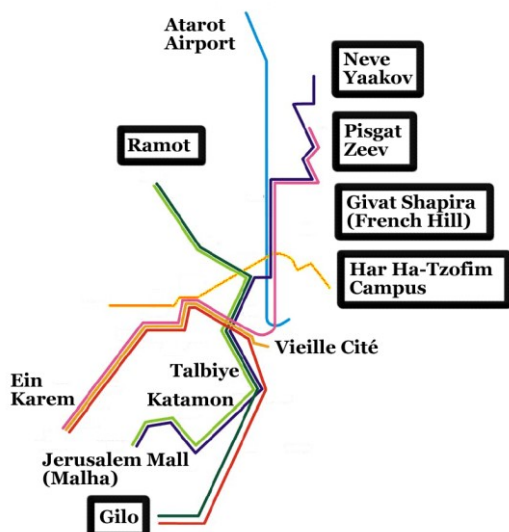 Atarot
Airport
Neve
Yaakov
Pisgat
Zeev
Ramot
Givat Shapira
(French Hill)
Har Ha-Tzofim
Campus
Vieille Cité
Talbiye
Ein
Karem
Katamon
Jerusalem Mall
(Malha)
Gilo